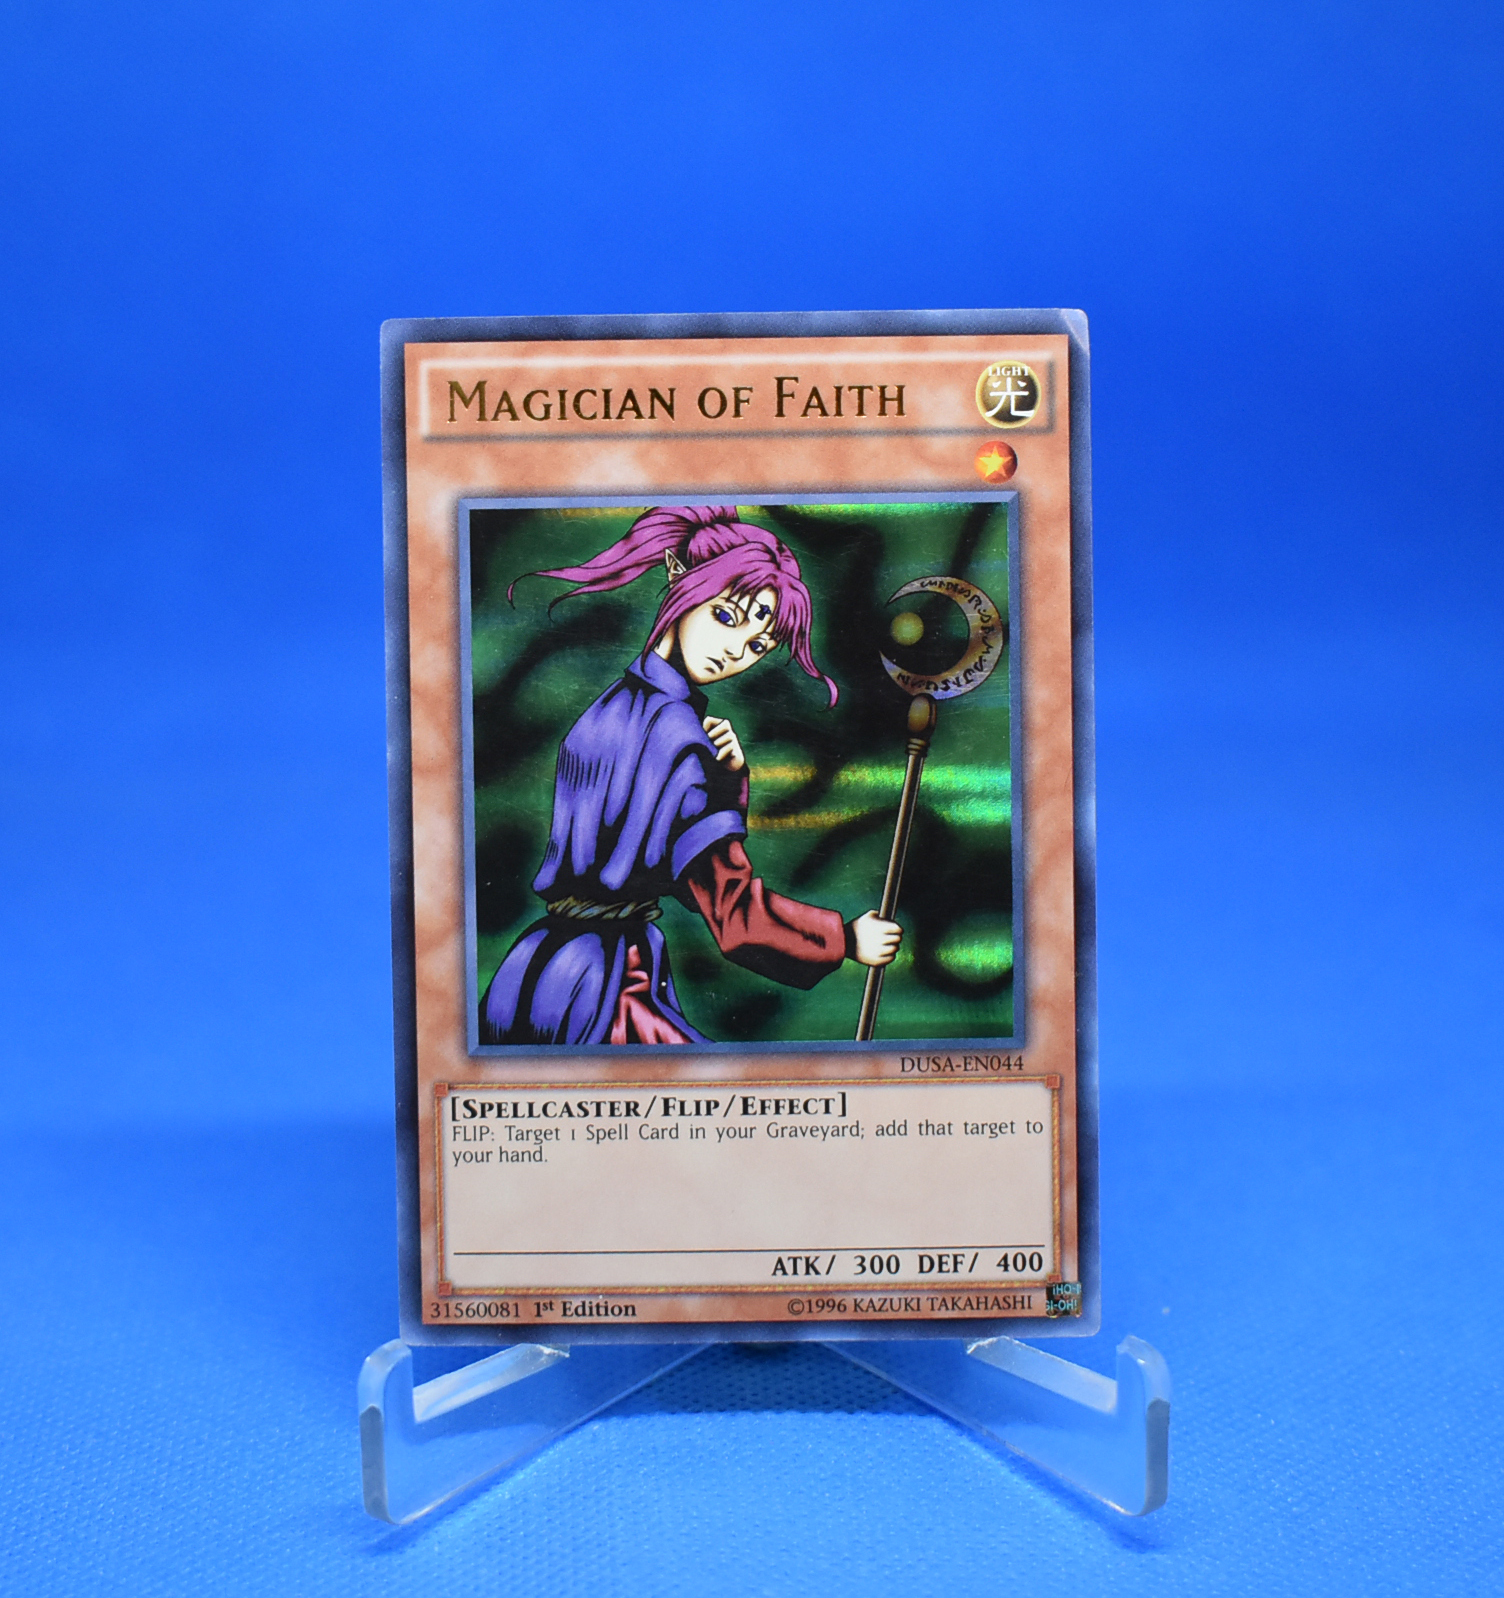 Magician of Faith
LIGHT
光
DUSA-EN044
[Spellcaster/Flip/Effect]
FLIP: Target 1 Spell Card in your Graveyard; add that target to
your hand.
ATK/ 300 DEF/ 400
31560081 1st Edition
©1996 KAZUKI TAKAHASHI